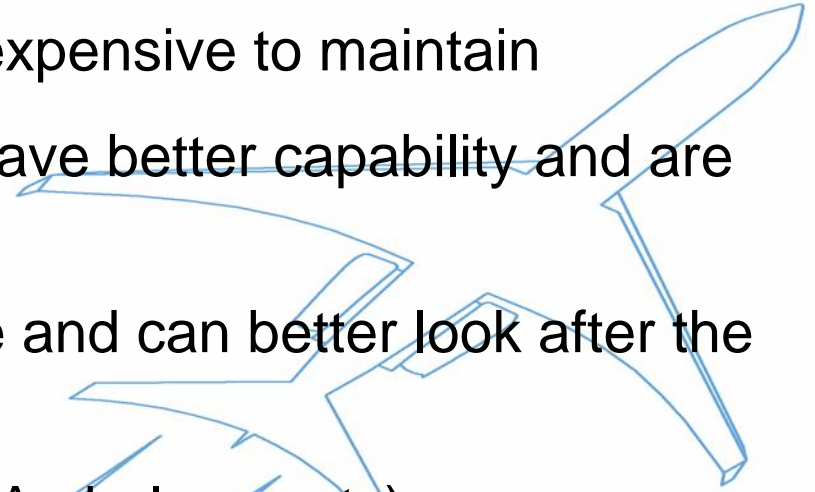 expensive to maintain
ave better capability and are
and can better look after the